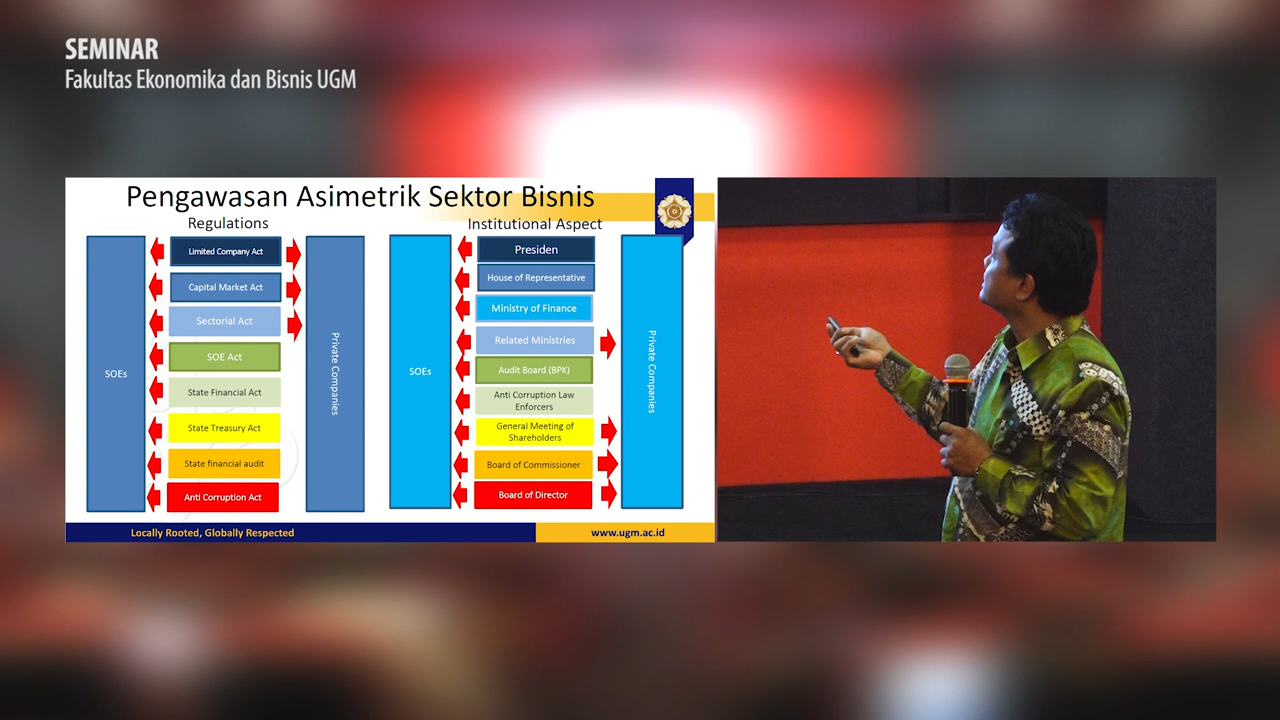 SEMINAR
Fakultas Ekonomika dan Bisnis UGM
Pengawasan Asimetrik Sektor Bisnis
Regulations
SOEs
Limited Company Act
Capital Market Act
Sectorial Act
SOE Act
State Financial Act
State Treasury Act
State financial audit
Anti Corruption Act
Private Companies
Institutional Aspect
SOEs
Presiden
House of Representative
Ministry of Finance
Related Ministries
Audit Board (BPK)
Anti Corruption Law
Enforcers
General Meeting of
Shareholders
Board of Commissioner
Board of Director
Private Companies
Locally Rooted, Globally Respected
www.ugm.ac.id